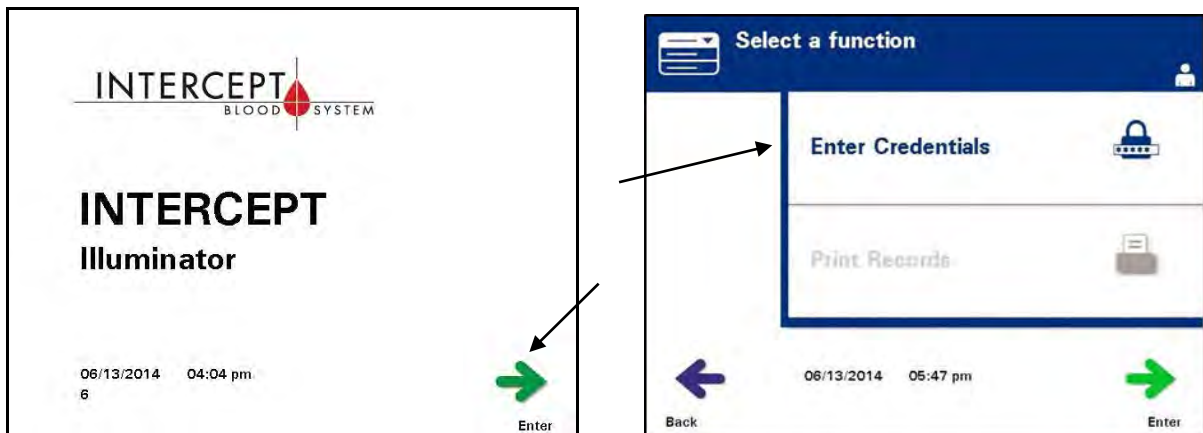 INTERCEPT
BLOOD SYSTEM
INTERCEPT
Illuminator
06/13/2014 04:04 pm
6
Enter
Select a function
Enter Credentials
Print Records
06/13/2014 05:47 pm
Back
Enter